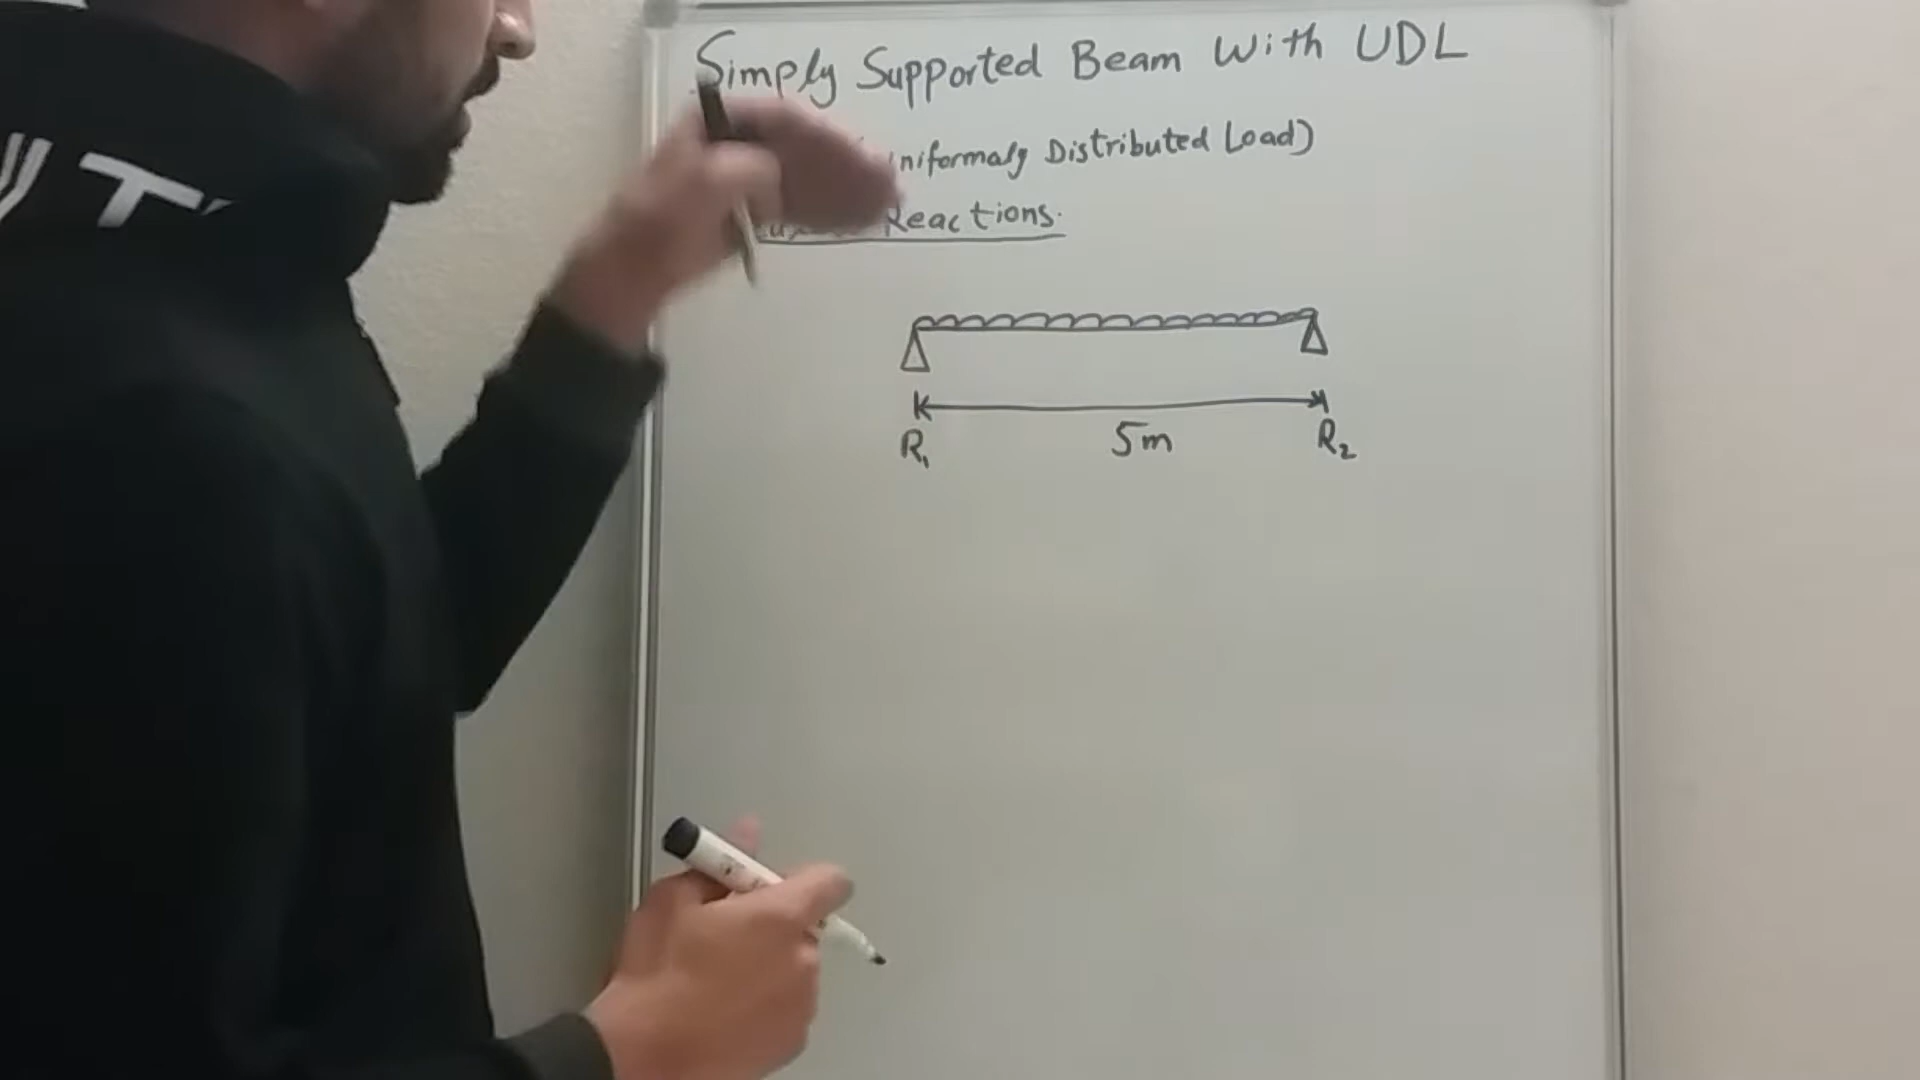 Simply Supported Beam With UDL
niformaly Distributed Load)
Reactions.
R₁ 5m R₂